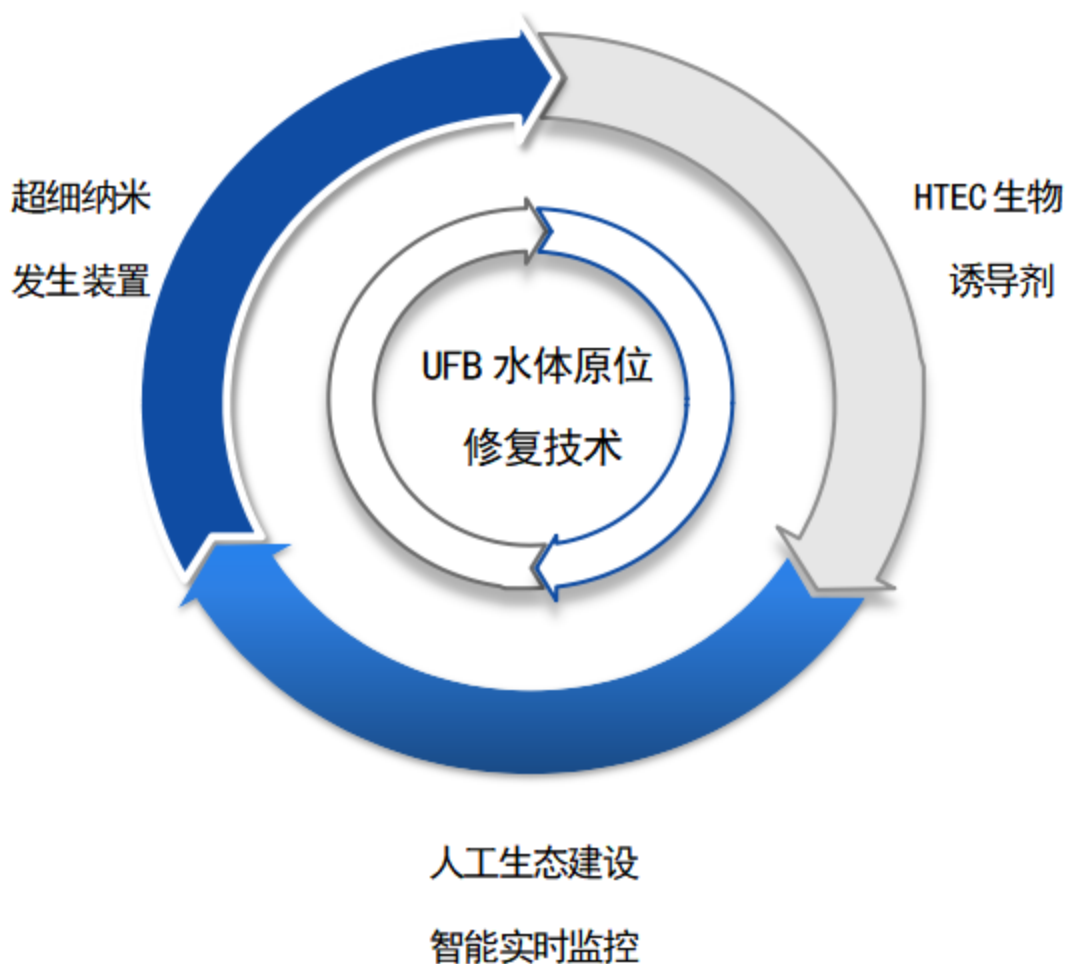 超细纳米
发生装置
HTEC 生物
诱导剂
UFB 水体原位
修复技术
人工生态建设
智能实时监控